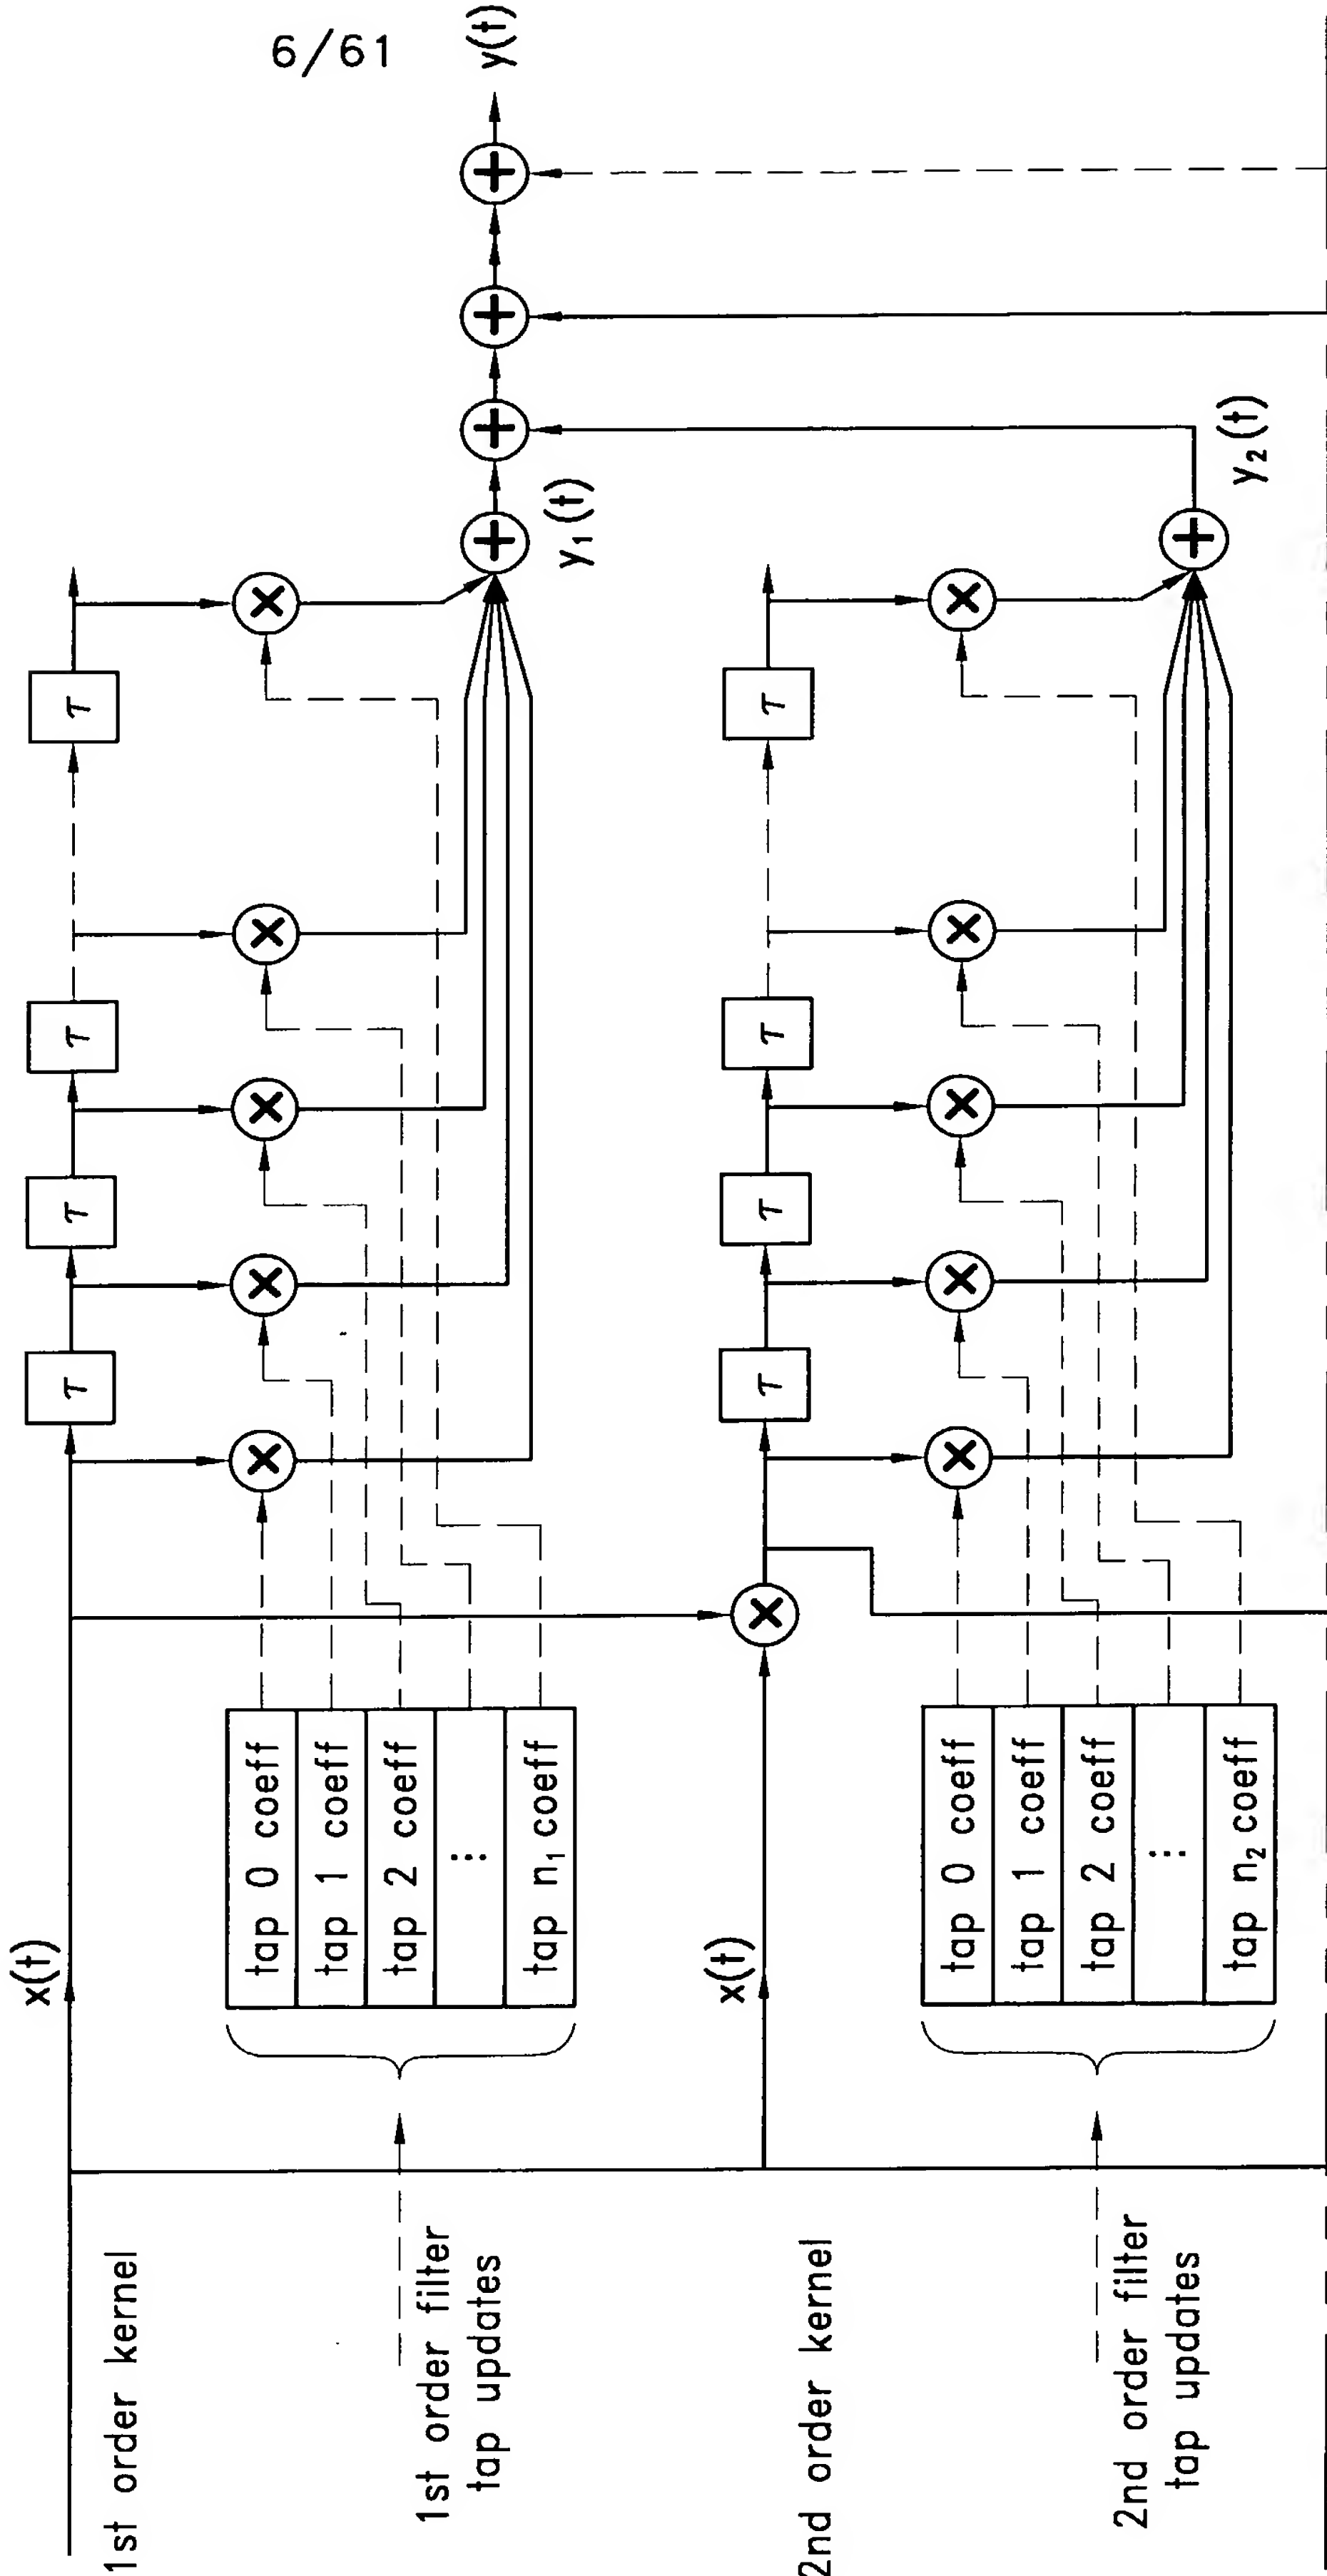 6/61
x(t)
y(t)
1st order kernel
τ
τ
τ
τ
1st order filter
tap updates
tap 0 coeff
tap 1 coeff
tap 2 coeff
⋮
tap n₁ coeff
y₁(t)
x(t)
2nd order kernel
τ
τ
τ
τ
2nd order filter
tap updates
tap 0 coeff
tap 1 coeff
tap 2 coeff
⋮
tap n₂ coeff
y₂(t)